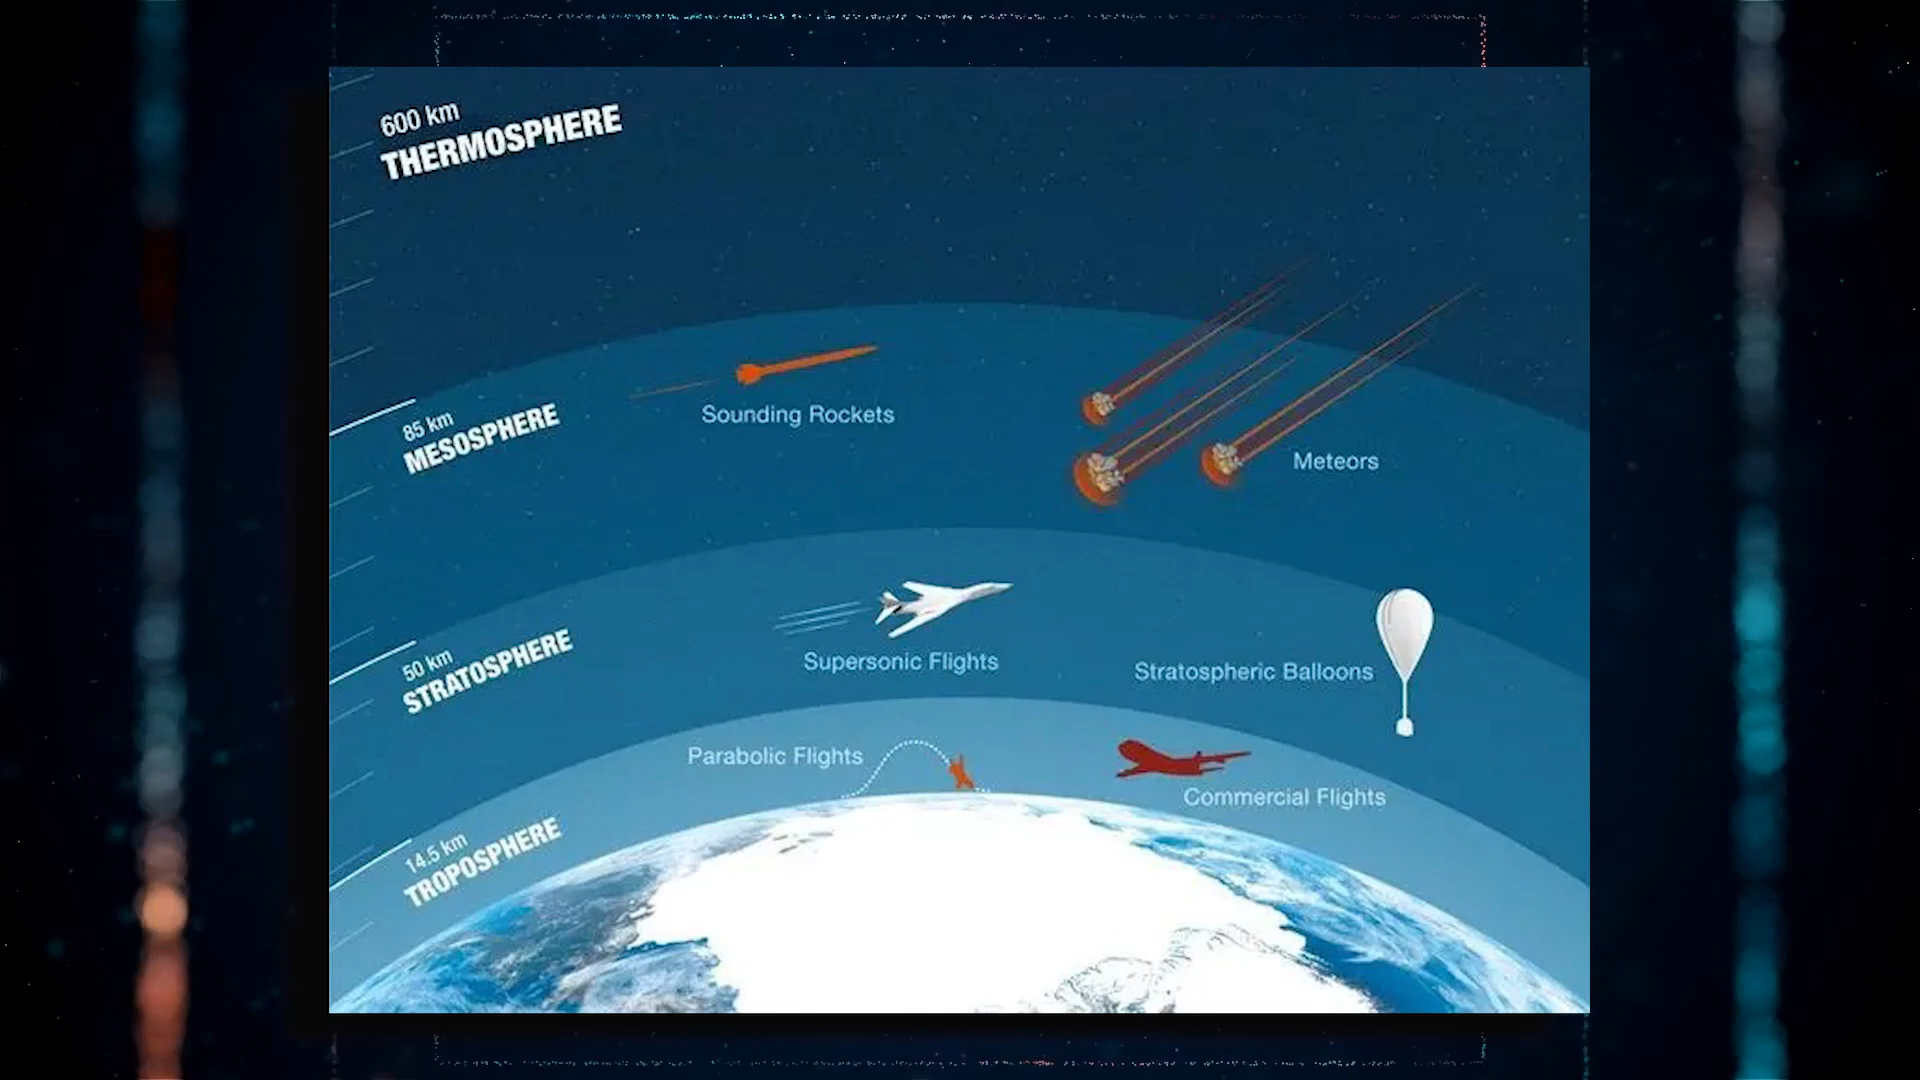 600 km
THERMOSPHERE
85 km
MESOSPHERE
Sounding Rockets
Meteors
50 km
STRATOSPHERE
Supersonic Flights
Stratospheric Balloons
14.5 km
TROPOSPHERE
Parabolic Flights
Commercial Flights